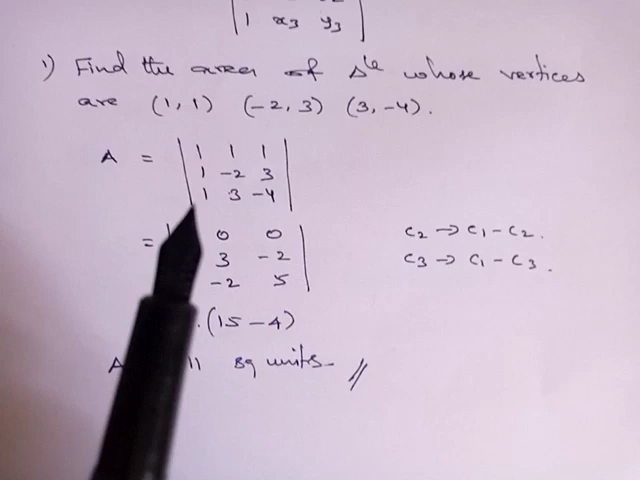 1 x3 y3
1) Find the area of Δle whose vertices
are (1, 1) (-2, 3) (3, -4).
A = | 1 1 1 |
| 1 -2 3 |
| 1 3 -4 |
= 0 0 | C2 → C1 - C2.
3 -2 | C3 → C1 - C3.
-2 5 |
.(15 - 4)
A 11 sq units. //